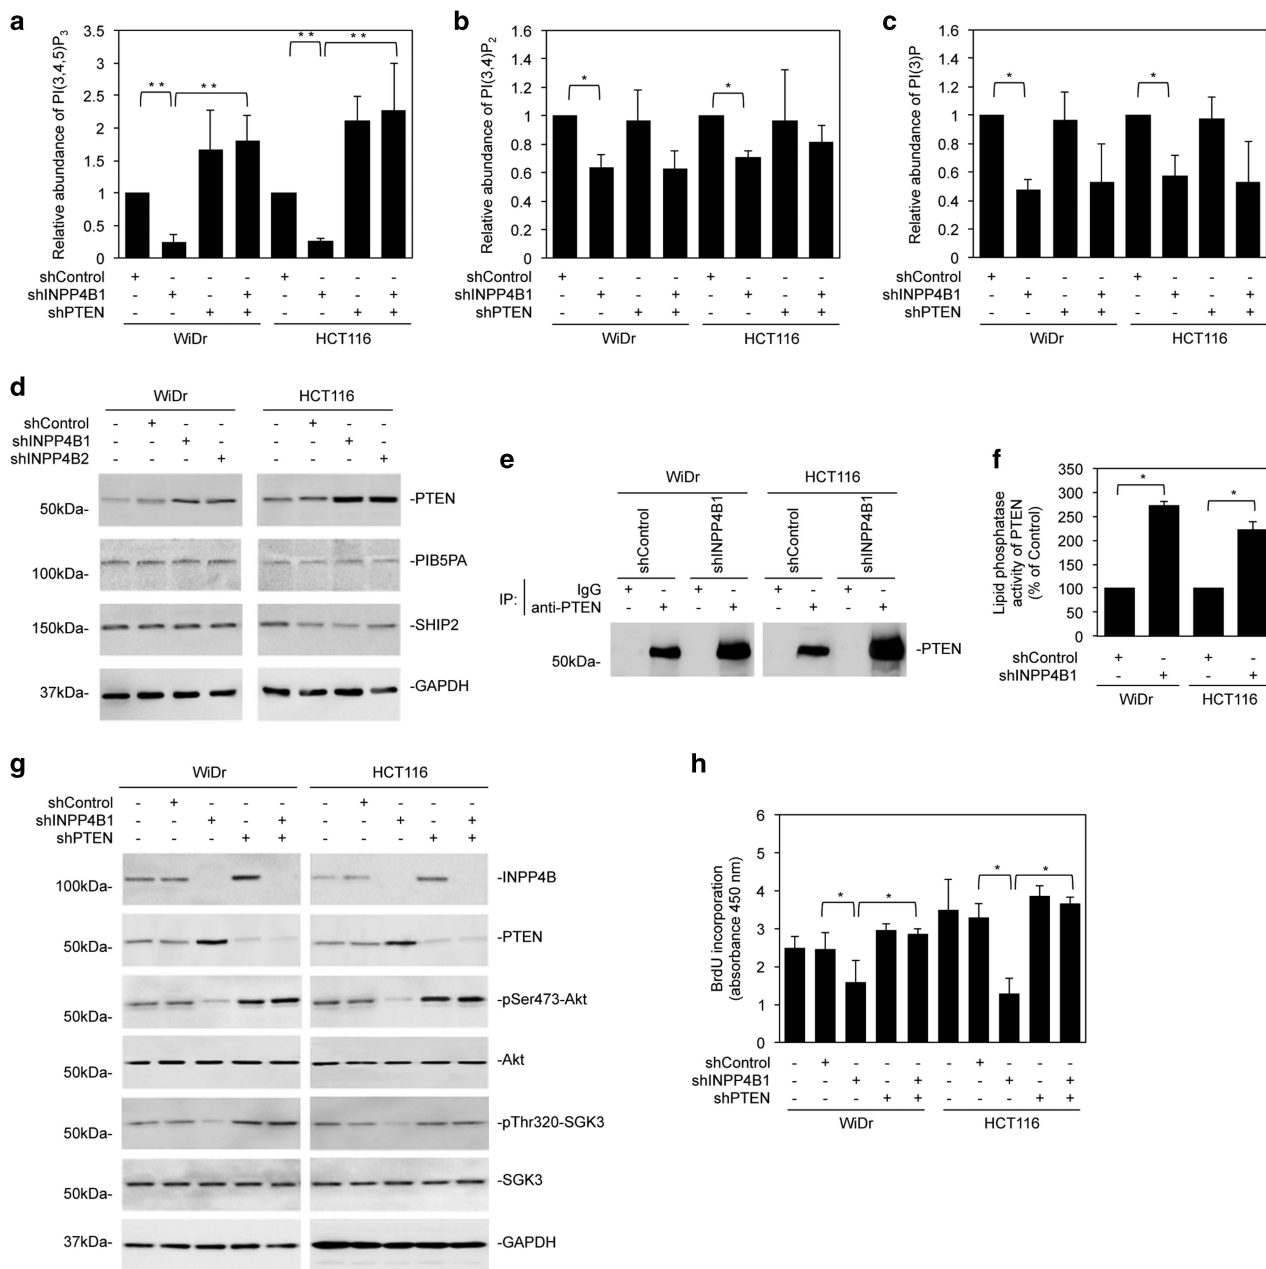 a
Relative abundance of PI(3,4,5)P3
3.5
3
2.5
2
1.5
1
0.5
0
* *
* *
* *
* *
shControl + - - - + - - -
shINPP4B1 - + - + - + - +
shPTEN - - + + - - + +
WiDr HCT116
b
Relative abundance of PI(3,4)P2
1.6
1.4
1.2
1
0.8
0.6
0.4
0.2
0
*
*
shControl + - - - + - - -
shINPP4B1 - + - + - + - +
shPTEN - - + + - - + +
WiDr HCT116
c
Relative abundance of PI(3)P
1.6
1.4
1.2
1
0.8
0.6
0.4
0.2
0
*
*
shControl + - - - + - - -
shINPP4B1 - + - + - + - +
shPTEN - - + + - - + +
WiDr HCT116
d
WiDr HCT116
shControl - + - - - + - -
shINPP4B1 - - + - - - + -
shINPP4B2 - - - + - - - +
50kDa- -PTEN
100kDa- -PIB5PA
150kDa- -SHIP2
37kDa- -GAPDH
e
WiDr HCT116
shControl shINPP4B1 shControl shINPP4B1
IP: IgG + - + - + - + -
anti-PTEN - + - + - + - +
50kDa- -PTEN
f
Lipid phosphatase
activity of PTEN
(% of Control)
350
300
250
200
150
100
50
0
*
*
shControl + - + -
shINPP4B1 - + - +
WiDr HCT116
g
WiDr HCT116
shControl - + - - - - + - - -
shINPP4B1 - - + - + - - + - +
shPTEN - - - + + - - - + +
100kDa- -INPP4B
50kDa- -PTEN
50kDa- -pSer473-Akt
50kDa- -Akt
50kDa- -pThr320-SGK3
50kDa- -SGK3
37kDa- -GAPDH
h
BrdU incorporation
(absorbance 450 nm)
6
5
4
3
2
1
0
*
*
*
*
shControl - + - - - - + - - -
shINPP4B1 - - + - + - - + - +
shPTEN - - - + + - - - + +
WiDr HCT116